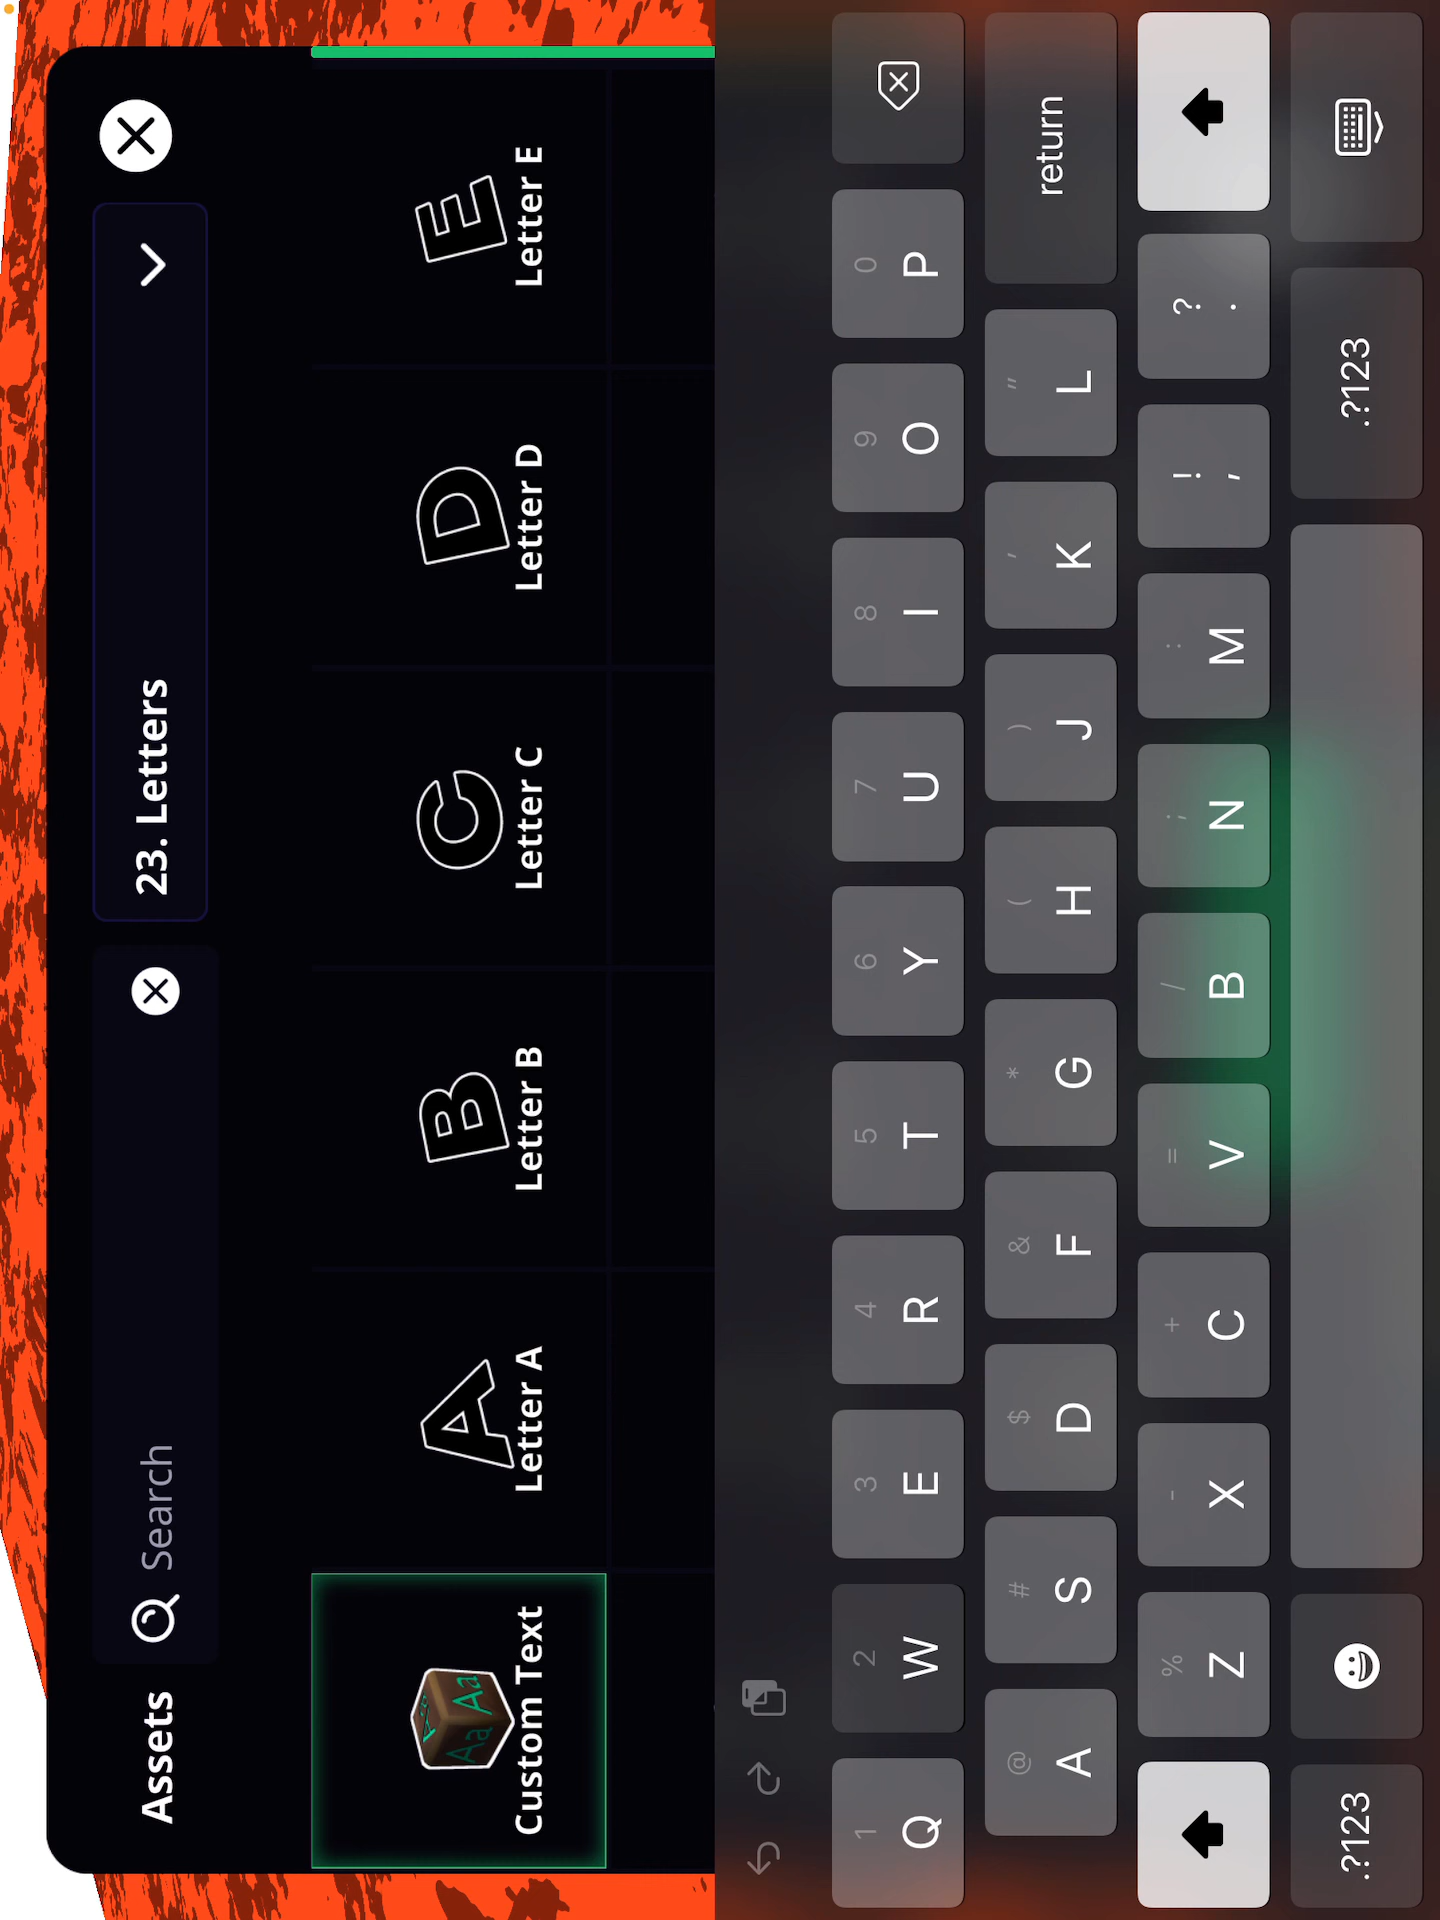 Assets
Search
23. Letters
Custom Text
Letter A
Letter B
Letter C
Letter D
Letter E
1 2 3 4 5 6 7 8 9 0
Q W E R T Y U I O P
@ # $ & * ( ) ' "
A S D F G H J K L return
% - + = / ; : ! ?
Z X C V B N M , .
.?123 .?123